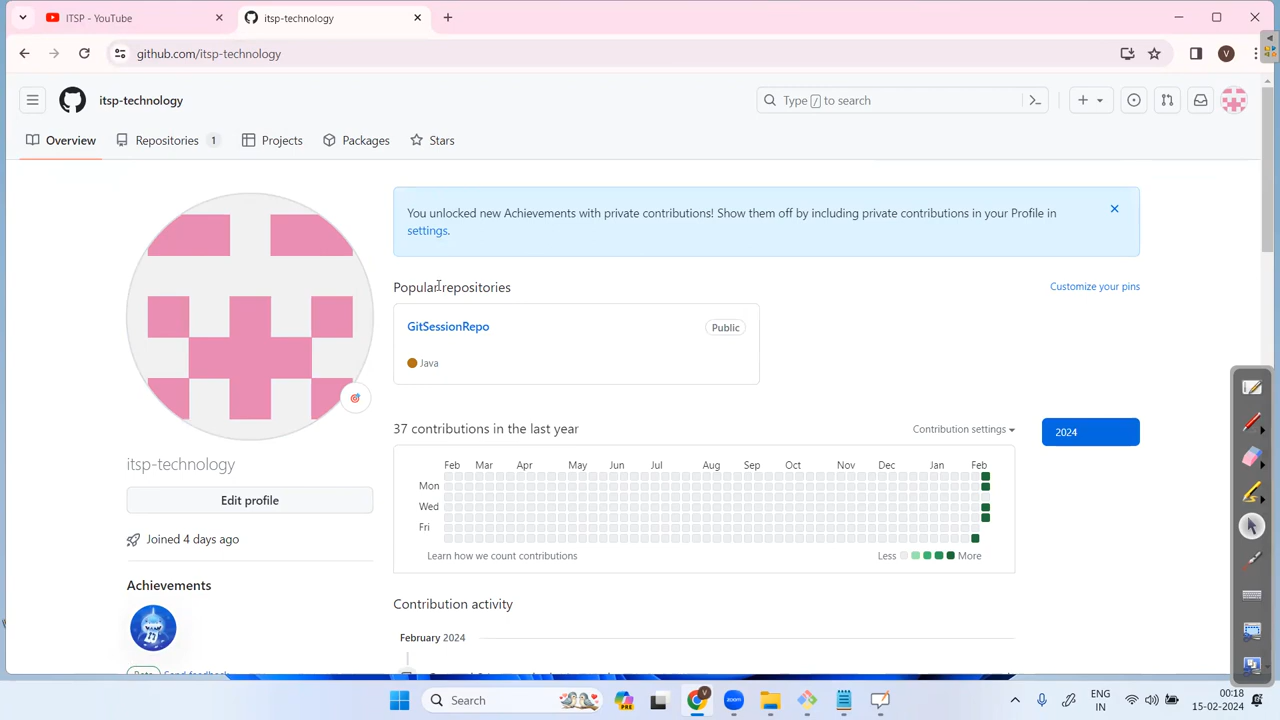 ITSP - YouTube
itsp-technology
github.com/itsp-technology
V
itsp-technology
Type / to search
Overview
Repositories 1
Projects
Packages
Stars
You unlocked new Achievements with private contributions! Show them off by including private contributions in your Profile in
settings.
Popular repositories
Customize your pins
GitSessionRepo
Public
Java
37 contributions in the last year
Contribution settings
2024
Feb Mar Apr May Jun Jul Aug Sep Oct Nov Dec Jan Feb
Mon
Wed
Fri
Learn how we count contributions
Less
More
itsp-technology
Edit profile
Joined 4 days ago
Achievements
Contribution activity
February 2024
Beta Send feedback
Search
PRE
V
zoom
ENG
IN
00:18
15-02-2024